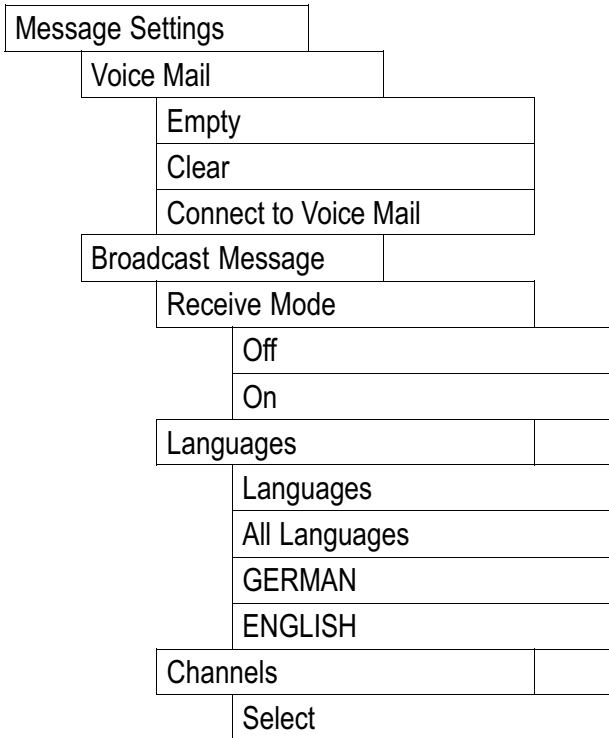 Message Settings
Voice Mail
Empty
Clear
Connect to Voice Mail
Broadcast Message
Receive Mode
Off
On
Languages
Languages
All Languages
GERMAN
ENGLISH
Channels
Select